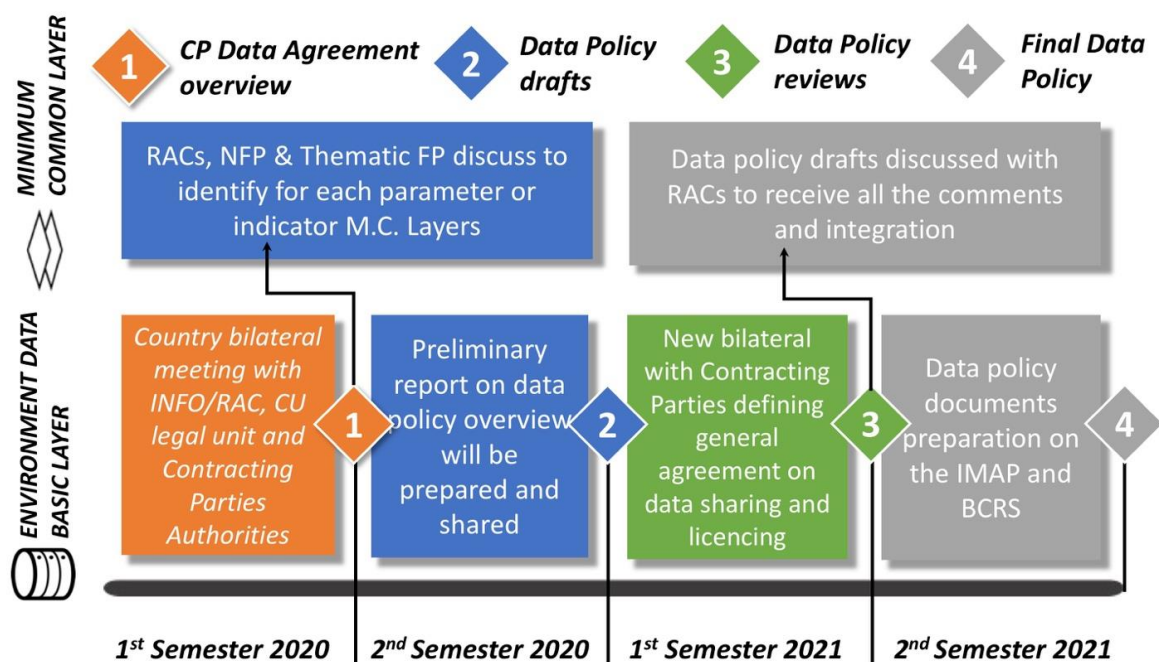 1
CP Data Agreement
overview
2
Data Policy
drafts
3
Data Policy
reviews
4
Final Data
Policy
MINIMUM
COMMON LAYER
RACs, NFP & Thematic FP discuss to
identify for each parameter or
indicator M.C. Layers
Data policy drafts discussed with
RACs to receive all the comments
and integration
ENVIRONMENT DATA
BASIC LAYER
Country bilateral
meeting with
INFO/RAC, CU
legal unit and
Contracting
Parties
Authorities
1
Preliminary
report on data
policy overview
will be
prepared and
shared
2
New bilateral
with Contracting
Parties defining
general
agreement on
data sharing and
licencing
3
Data policy
documents
preparation on
the IMAP and
BCRS
4
1st Semester 2020
2nd Semester 2020
1st Semester 2021
2nd Semester 2021